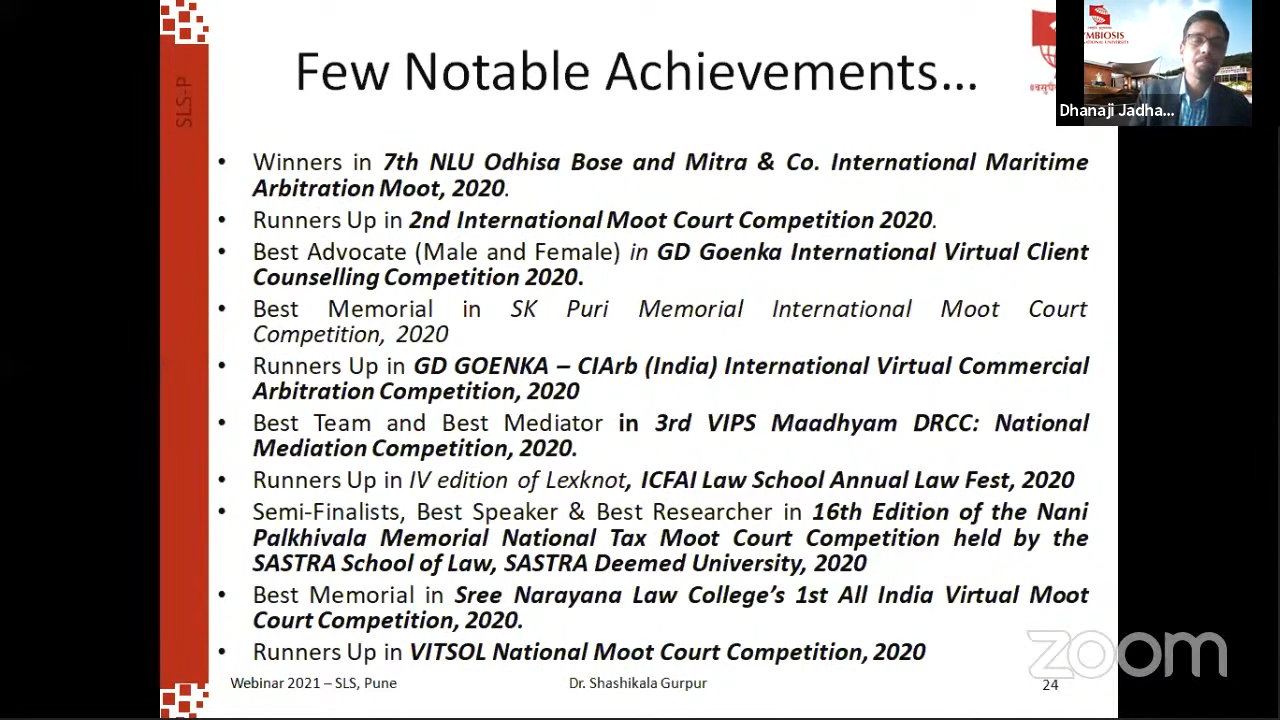 SLS-P
Few Notable Achievements...
SYMBIOSIS
Dhanaji Jadha...
• Winners in 7th NLU Odhisa Bose and Mitra & Co. International Maritime
Arbitration Moot, 2020.
• Runners Up in 2nd International Moot Court Competition 2020.
• Best Advocate (Male and Female) in GD Goenka International Virtual Client
Counselling Competition 2020.
• Best Memorial in SK Puri Memorial International Moot Court
Competition, 2020
• Runners Up in GD GOENKA – CIArb (India) International Virtual Commercial
Arbitration Competition, 2020
• Best Team and Best Mediator in 3rd VIPS Maadhyam DRCC: National
Mediation Competition, 2020.
• Runners Up in IV edition of Lexknot, ICFAI Law School Annual Law Fest, 2020
• Semi-Finalists, Best Speaker & Best Researcher in 16th Edition of the Nani
Palkhivala Memorial National Tax Moot Court Competition held by the
SASTRA School of Law, SASTRA Deemed University, 2020
• Best Memorial in Sree Narayana Law College's 1st All India Virtual Moot
Court Competition, 2020.
• Runners Up in VITSOL National Moot Court Competition, 2020
Webinar 2021 – SLS, Pune
Dr. Shashikala Gurpur
24
zoom